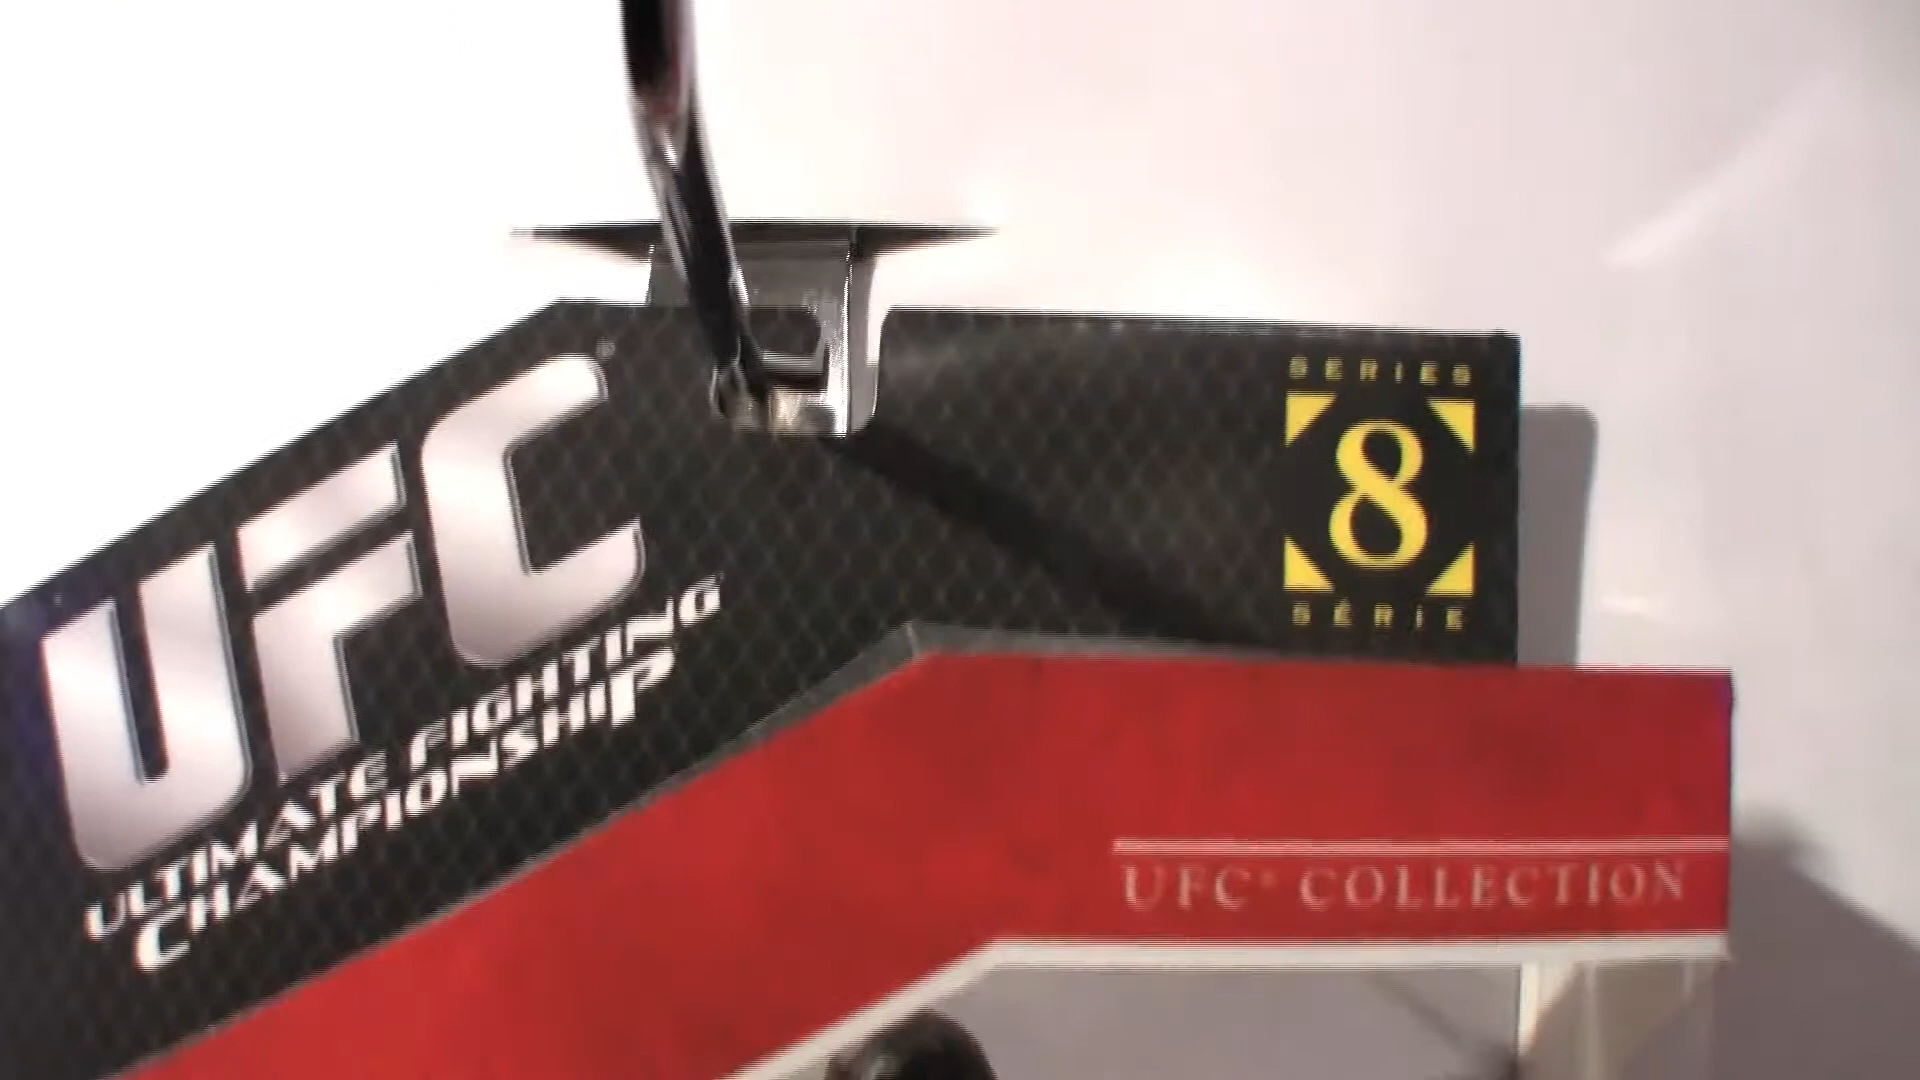 UFC®
ULTIMATE FIGHTING
CHAMPIONSHIP
SERIES
8
SÉRIE
UFC® COLLECTION